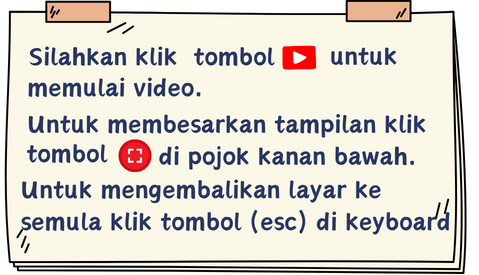 Silahkan klik tombol untuk
memulai video.
Untuk membesarkan tampilan klik
tombol di pojok kanan bawah.
Untuk mengembalikan layar ke
semula klik tombol (esc) di keyboard